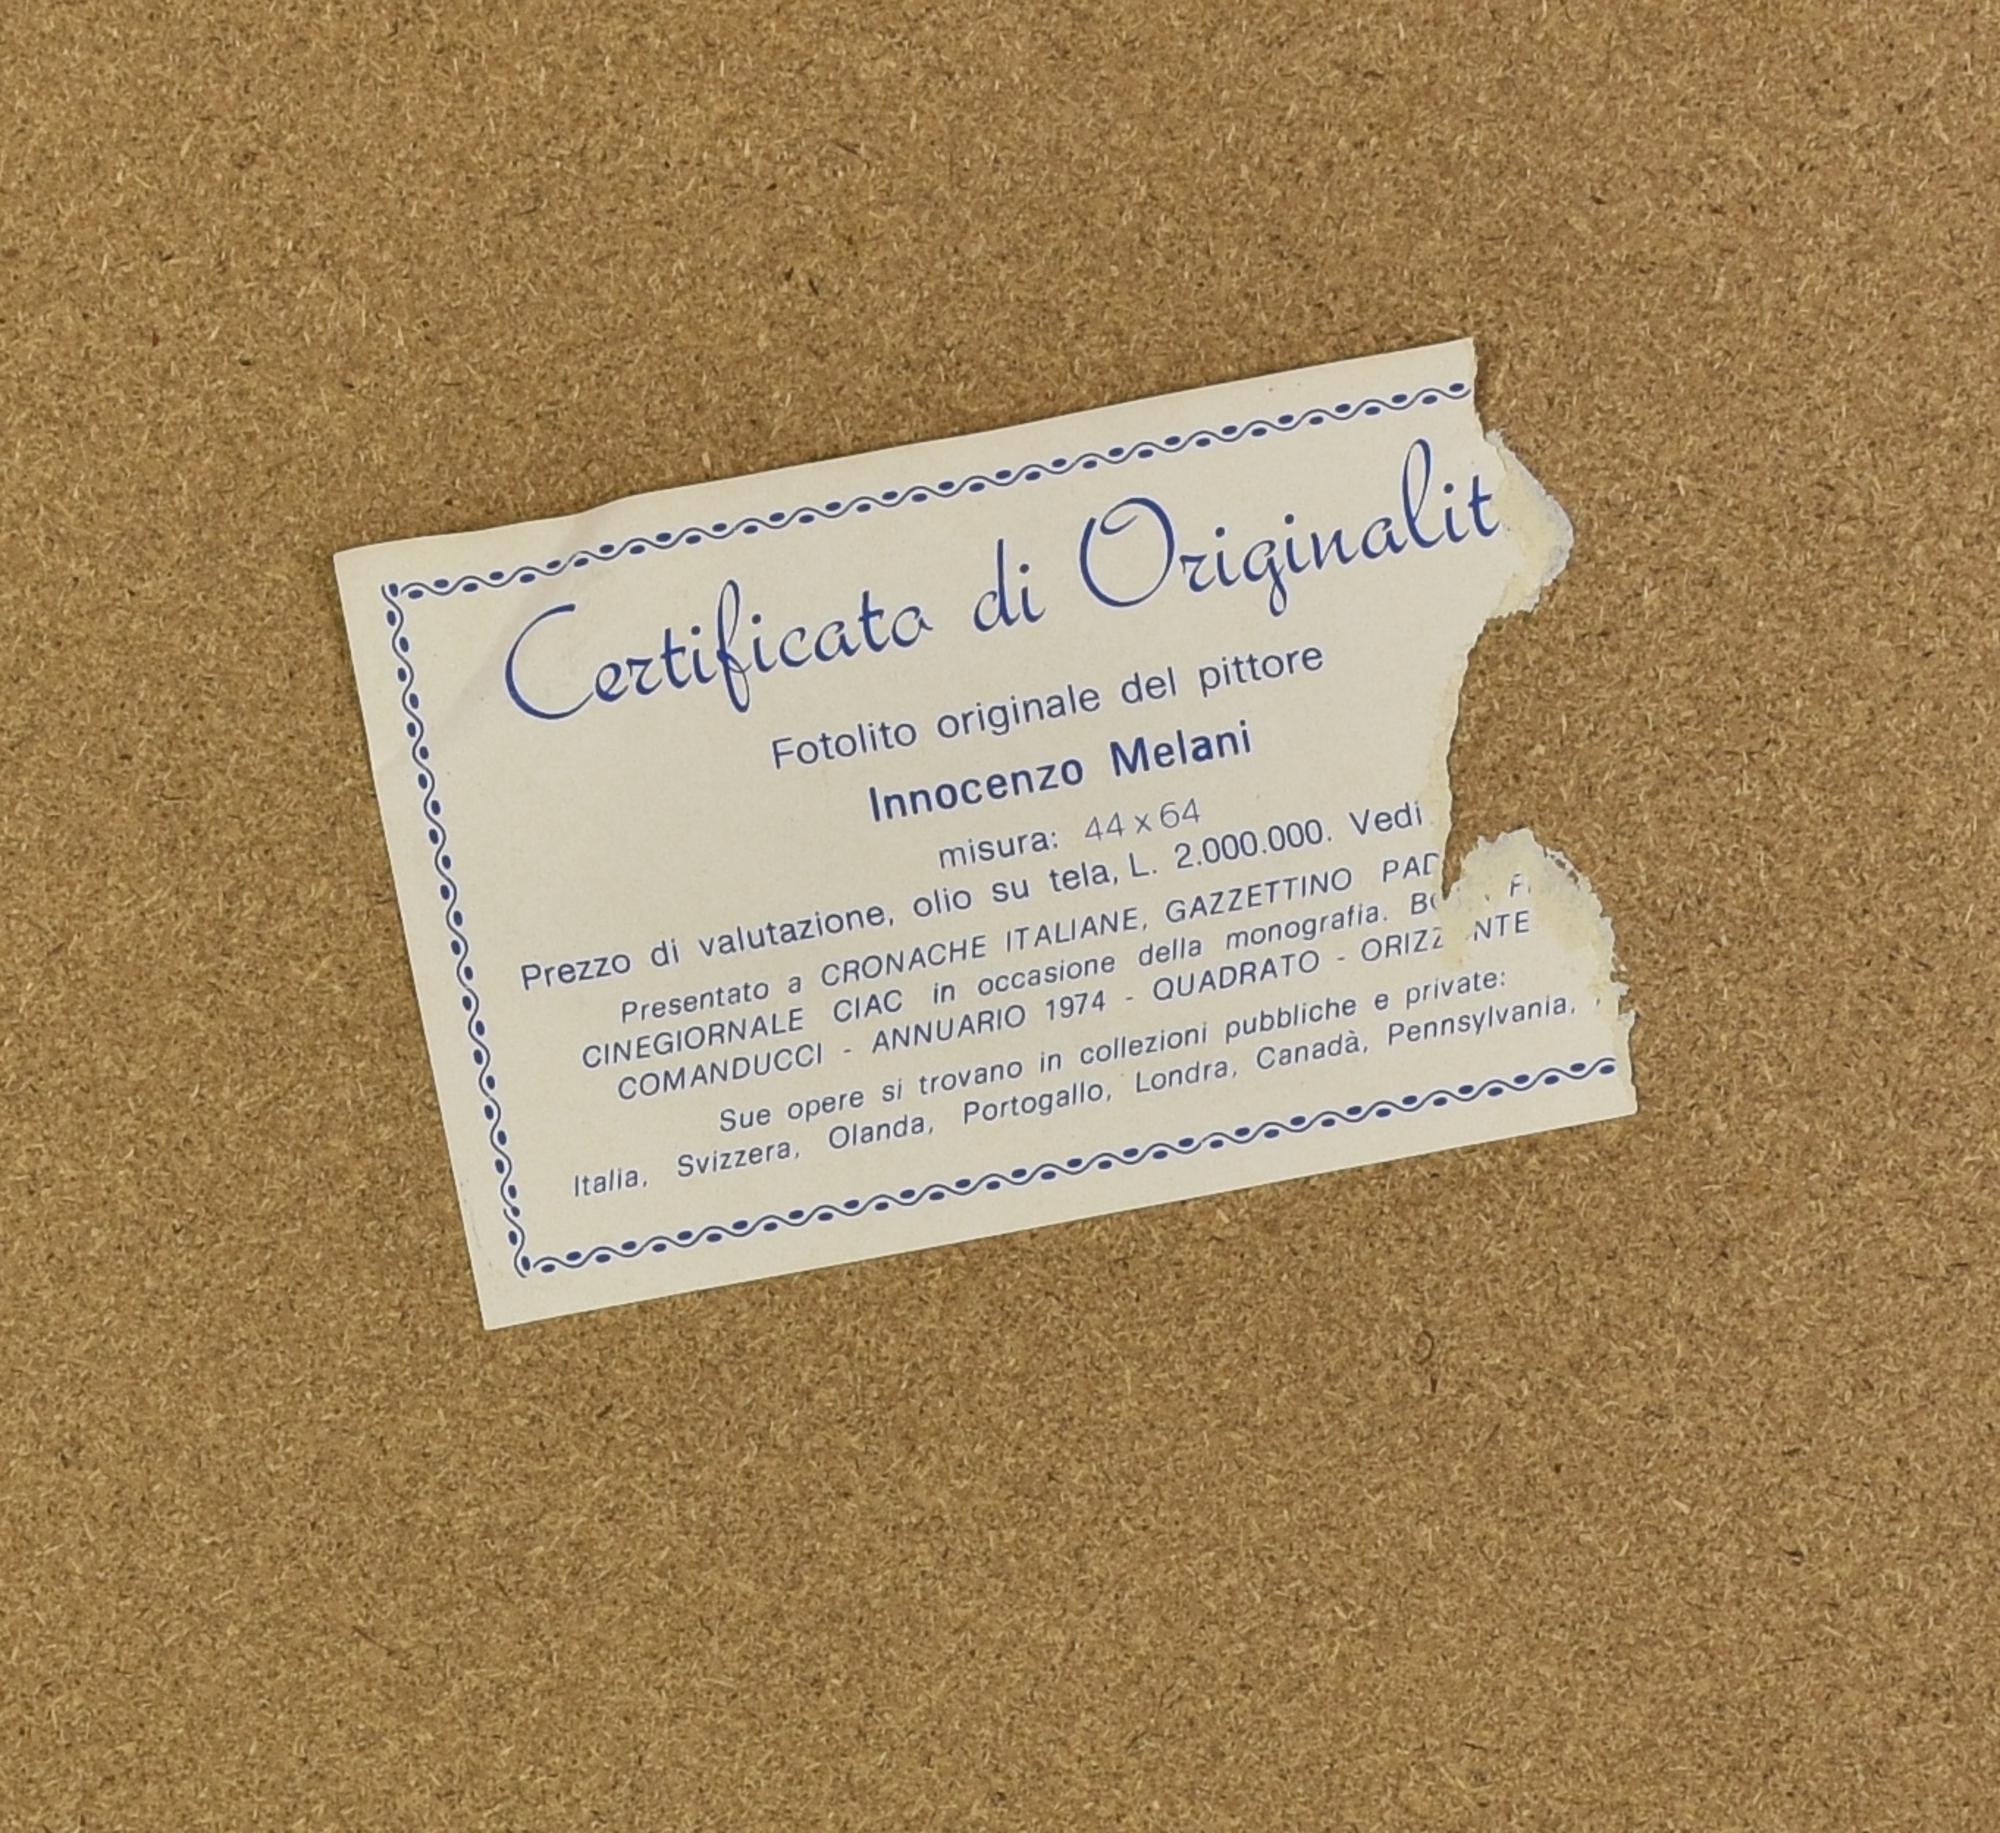 Certificato di Originalit
Fotolito originale del pittore
Innocenzo Melani
misura: 44 x 64
Prezzo di valutazione, olio su tela, L. 2.000.000. Vedi
Presentato a CRONACHE ITALIANE, GAZZETTINO
CINEGIORNALE CIAC in occasione della monografia.
COMANDUCCI - ANNUARIO 1974 - QUADRATO -
Sue opere si trovano in collezioni pubbliche e private:
Italia, Svizzera, Olanda, Portogallo, Londra, Canadà, Pennsylvania,